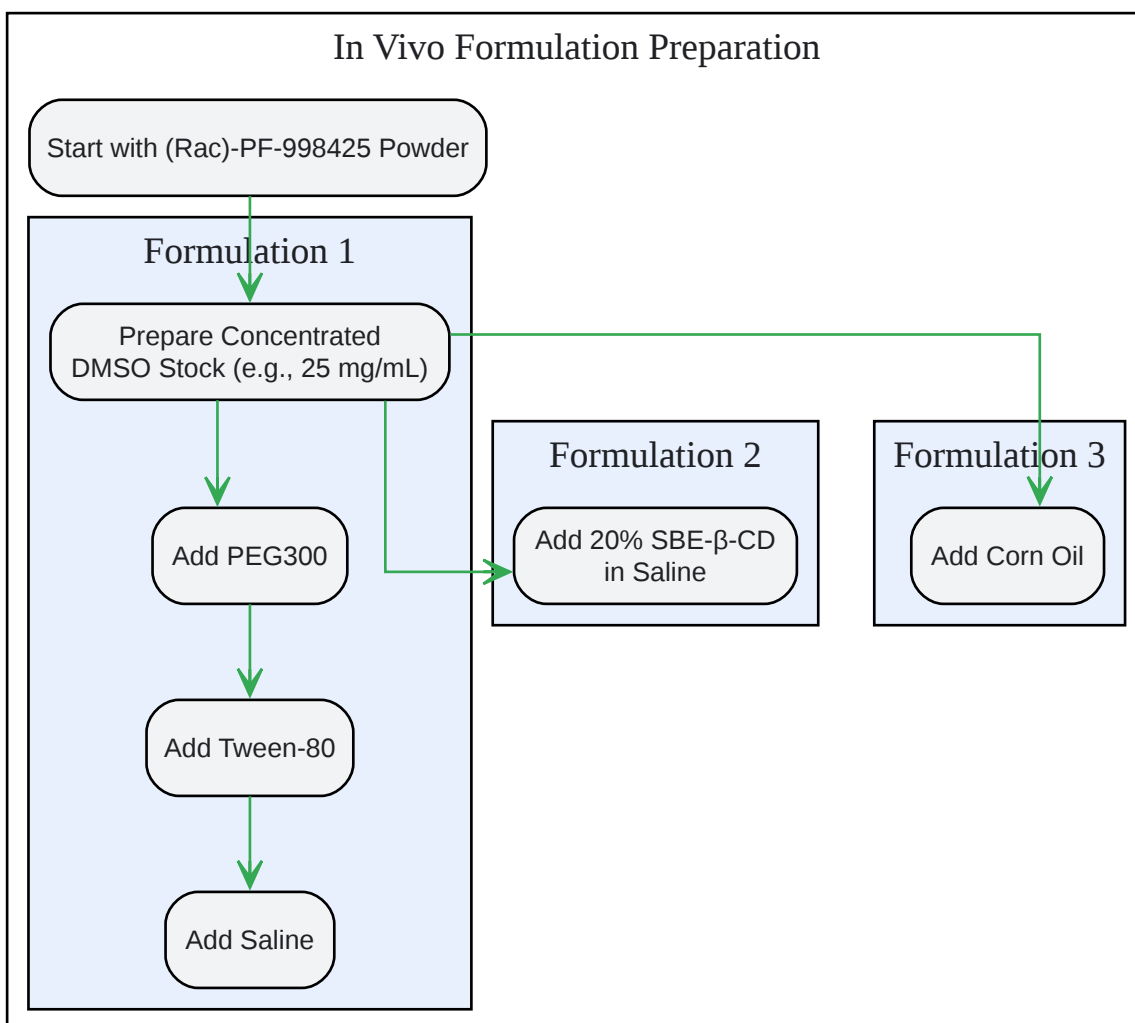 In Vivo Formulation Preparation
Start with (Rac)-PF-998425 Powder
Formulation 1
Prepare Concentrated
DMSO Stock (e.g., 25 mg/mL)
Formulation 2
Formulation 3
Add PEG300
Add 20% SBE-β-CD
in Saline
Add Corn Oil
Add Tween-80
Add Saline